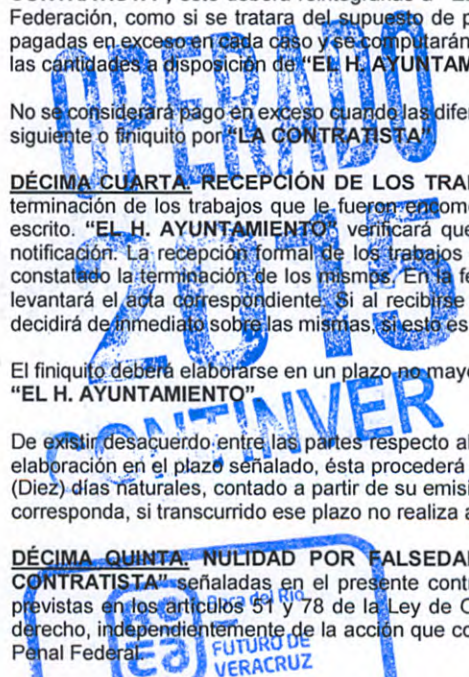 Federación, como si se tratara del supuesto de p
pagadas en exceso en cada caso y se computarán
las cantidades a disposición de "EL H. AYUNTAM
No se considerará pago en exceso cuando las difer
siguiente o finiquito por "LA CONTRATISTA"
DÉCIMA CUARTA. RECEPCIÓN DE LOS TRA
terminación de los trabajos que le fueron encome
escrito. "EL H. AYUNTAMIENTO" verificará que
notificación. La recepción formal de los trabajos
constatado la terminación de los mismos. En la fe
levantará el acta correspondiente. Si al recibirse
decidirá de inmediato sobre las mismas, si esto es
El finiquito deberá elaborarse en un plazo no mayo
"EL H. AYUNTAMIENTO"
De existir desacuerdo entre las partes respecto al
elaboración en el plazo señalado, ésta procederá
(Diez) días naturales, contado a partir de su emisi
corresponda, si transcurrido ese plazo no realiza a
DÉCIMA QUINTA. NULIDAD POR FALSEDA
CONTRATISTA" señaladas en el presente cont
previstas en los artículos 51 y 78 de la Ley de O
derecho, independientemente de la acción que co
Penal Federal.
OPERADO
2015
CONTINVER
Boca del Río
FUTURO DE
VERACRUZ